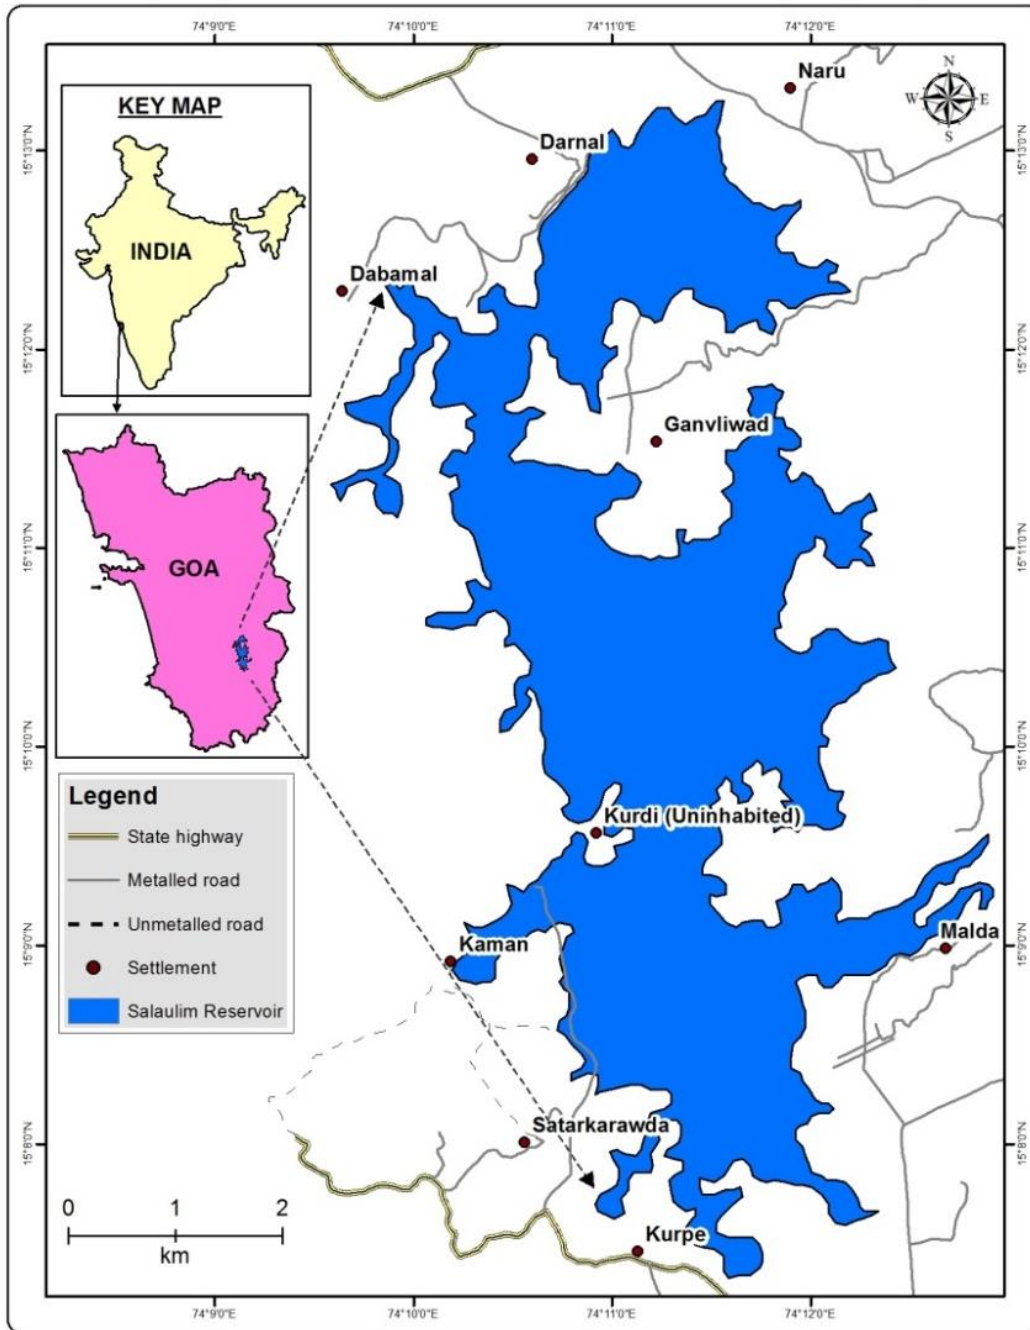 74°9'0"E 74°10'0"E 74°11'0"E 74°12'0"E
KEY MAP
INDIA
GOA
Naru
N
W E
S
Darnal
Dabamal
Ganvliwad
Kurdi (Uninhabited)
Kaman
Malda
Satarkarawda
Kurpe
15°13'0"N
15°12'0"N
15°11'0"N
15°10'0"N
15°9'0"N
15°8'0"N
15°13'0"N
15°12'0"N
15°11'0"N
15°10'0"N
15°9'0"N
15°8'0"N
Legend
State highway
Metalled road
Unmetalled road
Settlement
Salaulim Reservoir
0 1 2
km
74°9'0"E 74°10'0"E 74°11'0"E 74°12'0"E